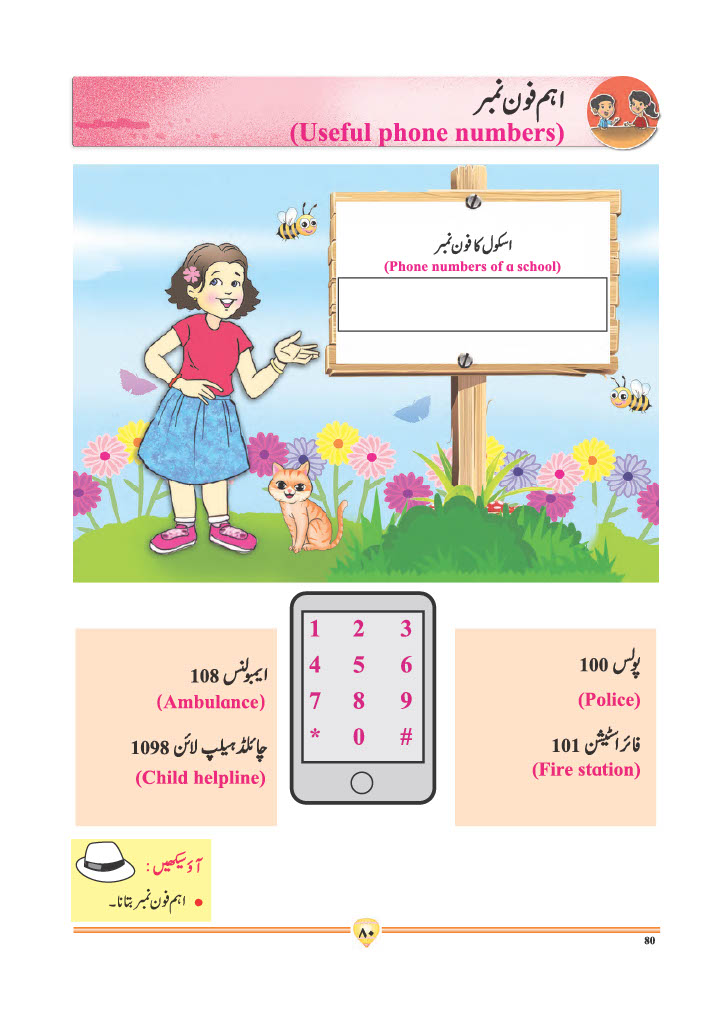 اہم فون نمبر
(Useful phone numbers)
اسکول کا فون نمبر
(Phone numbers of a school)
1 2 3
4 5 6
7 8 9
* 0 #
پولس 100
(Police)
فائر اسٹیشن 101
(Fire station)
ایمبولنس 108
(Ambulance)
چائلڈ ہیلپ لائن 1098
(Child helpline)
آؤ سیکھیں :
• اہم فون نمبر بتانا۔
۸۰
80